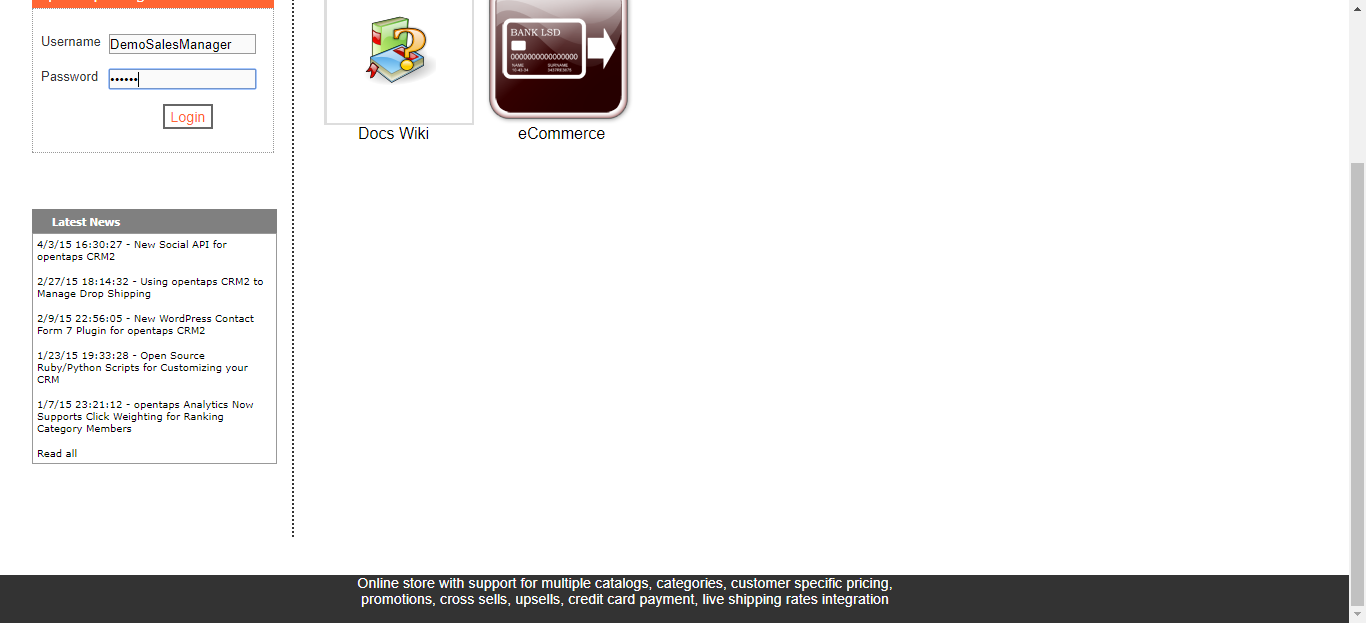 Username DemoSalesManager
Password ••••••
Login
Latest News
4/3/15 16:30:27 - New Social API for
opentaps CRM2
2/27/15 18:14:32 - Using opentaps CRM2 to
Manage Drop Shipping
2/9/15 22:56:05 - New WordPress Contact
Form 7 Plugin for opentaps CRM2
1/23/15 19:33:28 - Open Source
Ruby/Python Scripts for Customizing your
CRM
1/7/15 23:21:12 - opentaps Analytics Now
Supports Click Weighting for Ranking
Category Members
Read all
BANK LSD
NAME SURNAME
Docs Wiki
eCommerce
Online store with support for multiple catalogs, categories, customer specific pricing,
promotions, cross sells, upsells, credit card payment, live shipping rates integration